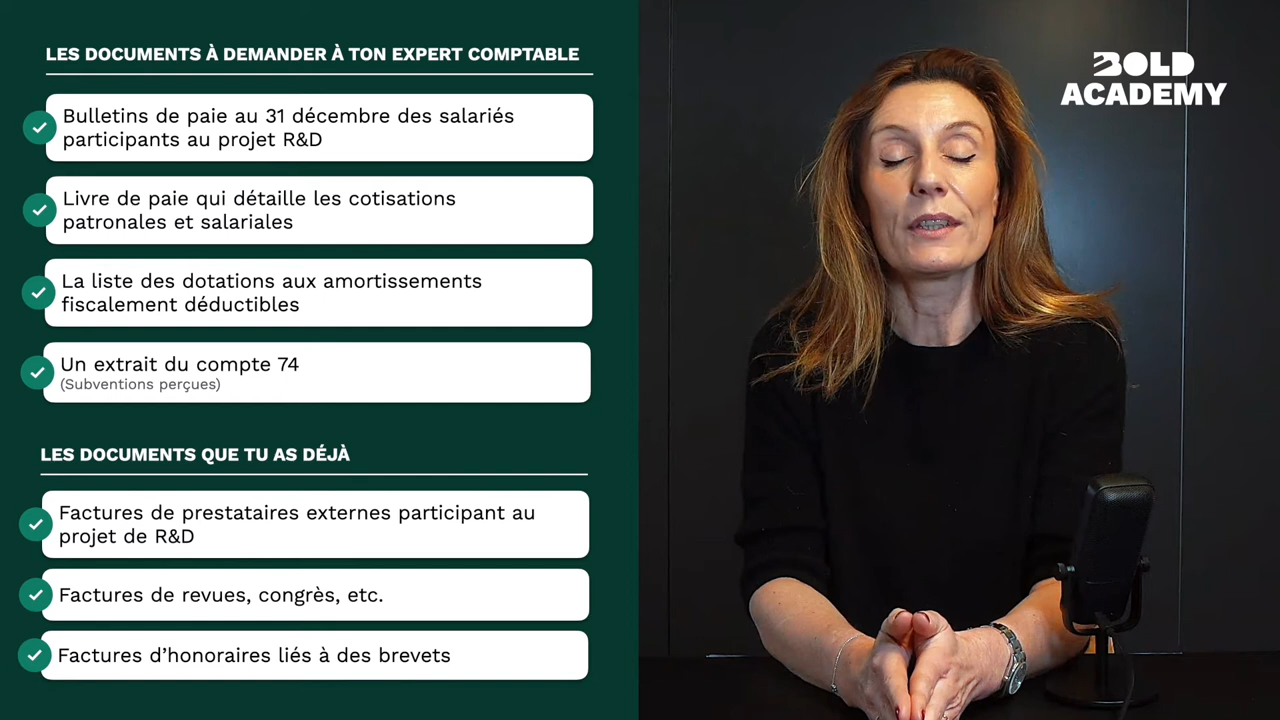 LES DOCUMENTS À DEMANDER À TON EXPERT COMPTABLE
Bulletins de paie au 31 décembre des salariés
participants au projet R&D
Livre de paie qui détaille les cotisations
patronales et salariales
La liste des dotations aux amortissements
fiscalement déductibles
Un extrait du compte 74
(Subventions perçues)
LES DOCUMENTS QUE TU AS DÉJÀ
Factures de prestataires externes participant au
projet de R&D
Factures de revues, congrès, etc.
Factures d’honoraires liés à des brevets
BOLD
ACADEMY